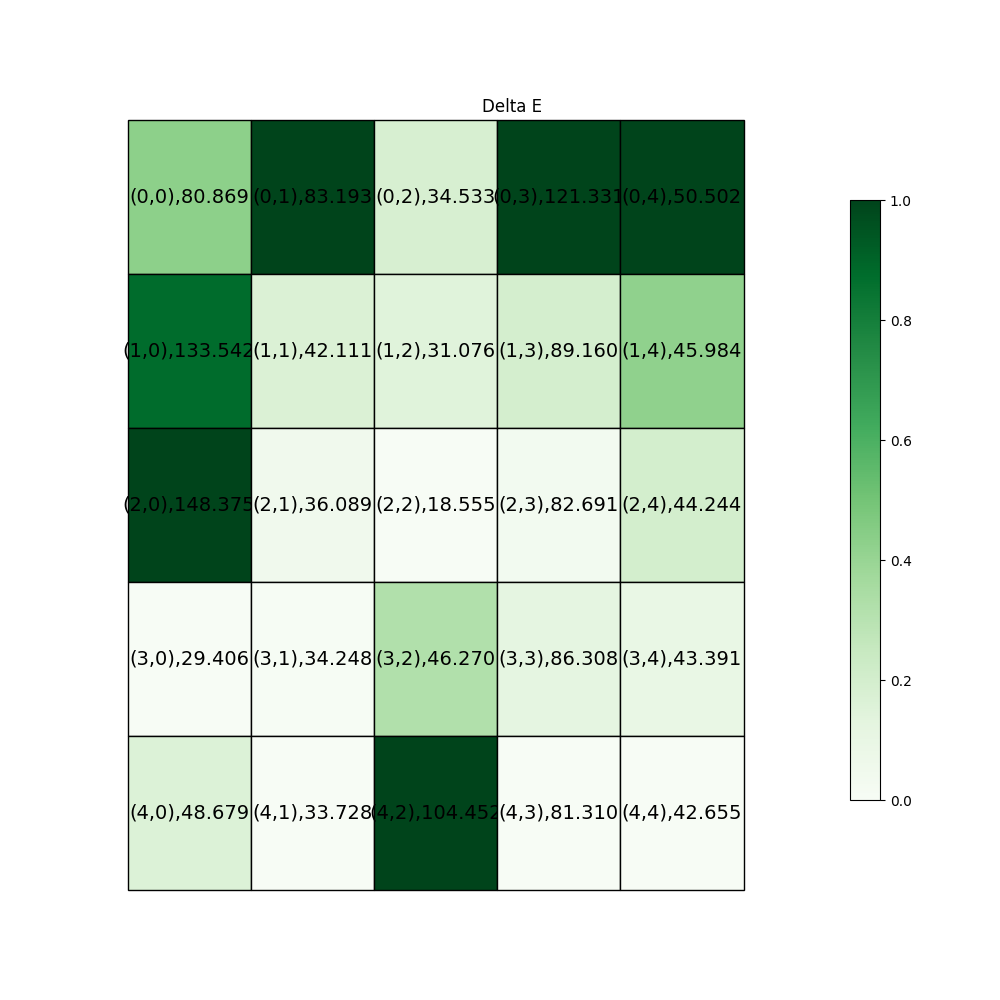 Delta E
(0,0),80.869 (0,1),83.193 (0,2),34.533 (0,3),121.331 (0,4),50.502
1.0
(1,0),133.542 (1,1),42.111 (1,2),31.076 (1,3),89.160 (1,4),45.984
0.8
0.6
(2,0),148.375 (2,1),36.089 (2,2),18.555 (2,3),82.691 (2,4),44.244
0.4
(3,0),29.406 (3,1),34.248 (3,2),46.270 (3,3),86.308 (3,4),43.391
0.2
0.0
(4,0),48.679 (4,1),33.728 (4,2),104.452 (4,3),81.310 (4,4),42.655